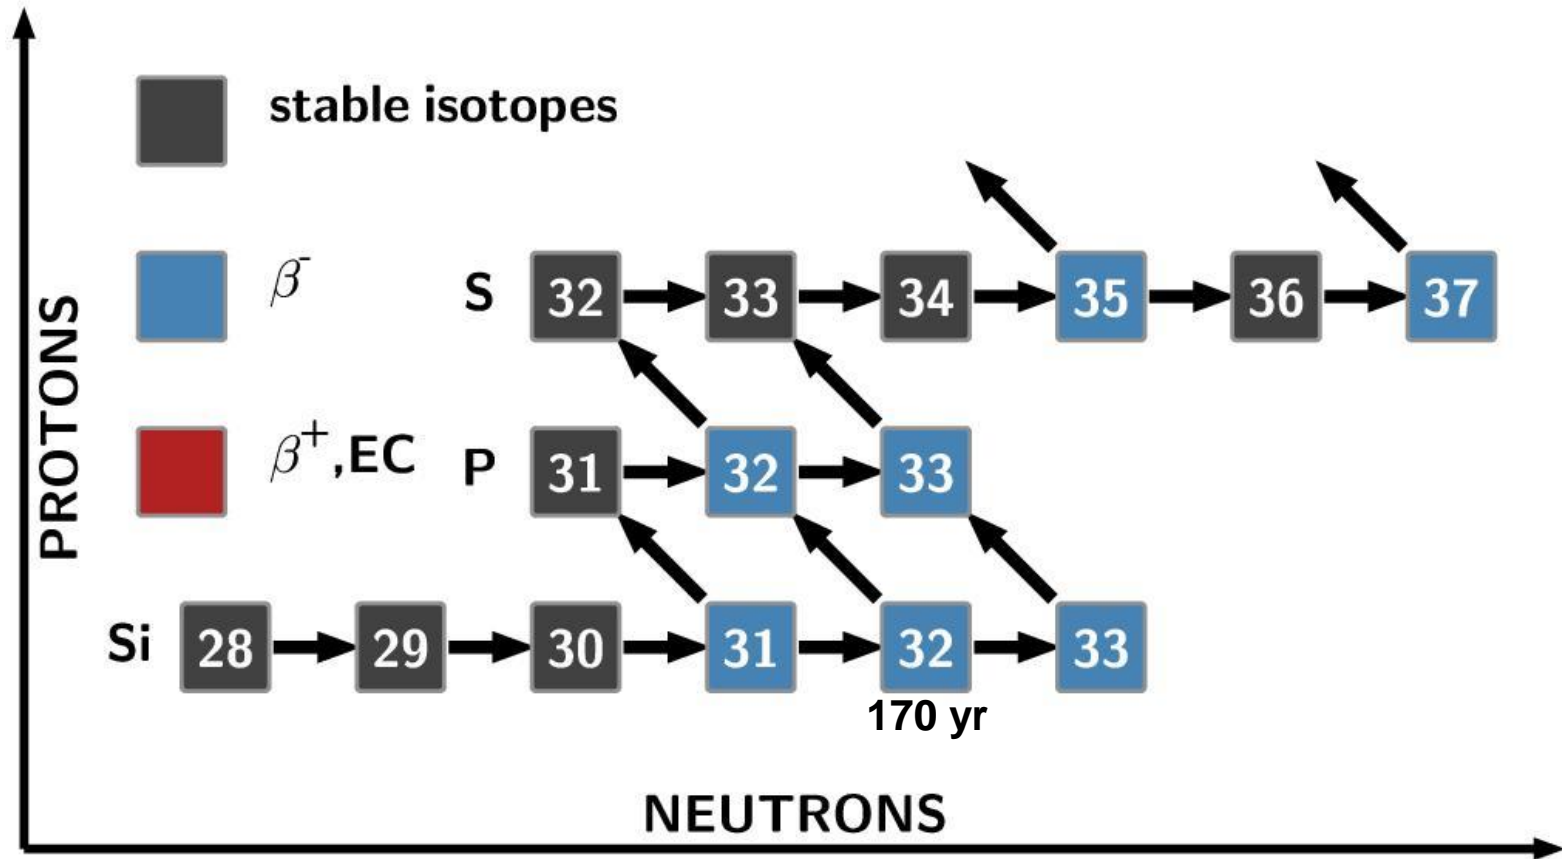 stable isotopes
β-
β+,EC
S 32 33 34 35 36 37
P 31 32 33
Si 28 29 30 31 32 33
170 yr
PROTONS
NEUTRONS